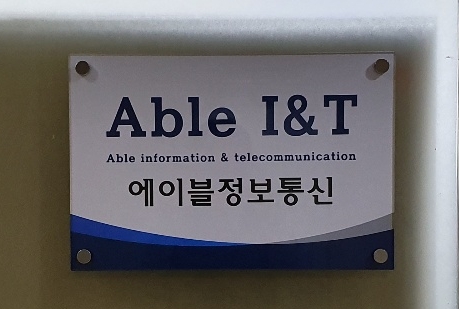 Able I&T
Able information & telecommunication
에이블정보통신